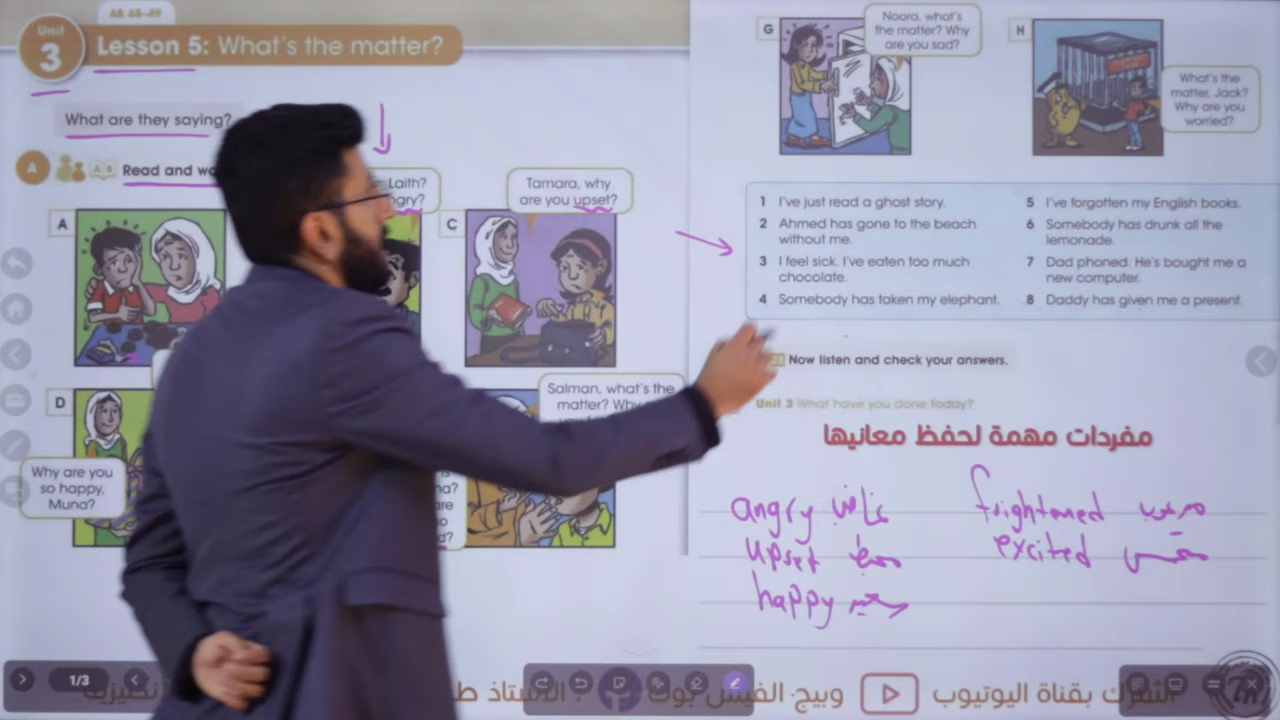 AB 48-49
Unit
3
Lesson 5: What's the matter?
What are they saying?
A
Read and
Laith?
Tamara, why
are you upset?
A
C
D
Why are you
so happy,
Muna?
Salman, what's the
matter? Why
G
Noora, what's
the matter? Why
are you sad?
H
What's the
matter, Jack?
Why are you
worried?
1 I've just read a ghost story.
2 Ahmed has gone to the beach
without me.
3 I feel sick. I've eaten too much
chocolate.
4 Somebody has taken my elephant.
5 I've forgotten my English books.
6 Somebody has drunk all the
lemonade.
7 Dad phoned. He's bought me a
new computer.
8 Daddy has given me a present.
Now listen and check your answers.
Unit 3 What have you done today?
مفردات مهمة لحفظ معانيها
angry غاضب
frightened مرعوب
upset
excited متحمس
happy سعيد
1/3
بقناة اليوتيوب
وبيج الفيس بوك